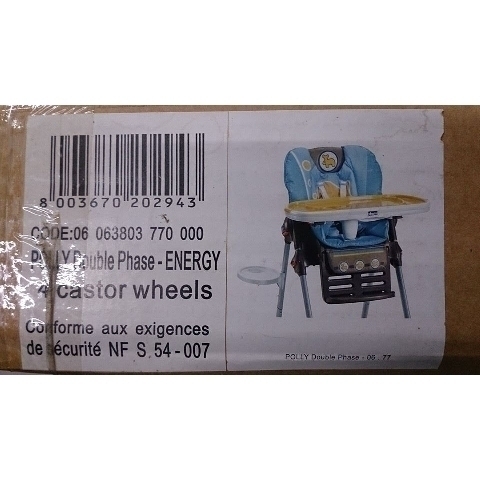 8 003670 202943
CODE:06 063803 770 000
POLLY Double Phase - ENERGY
4 castor wheels
Conforme aux exigences
de sécurité NF S 54-007
POLLY Double Phase - 06 . 77